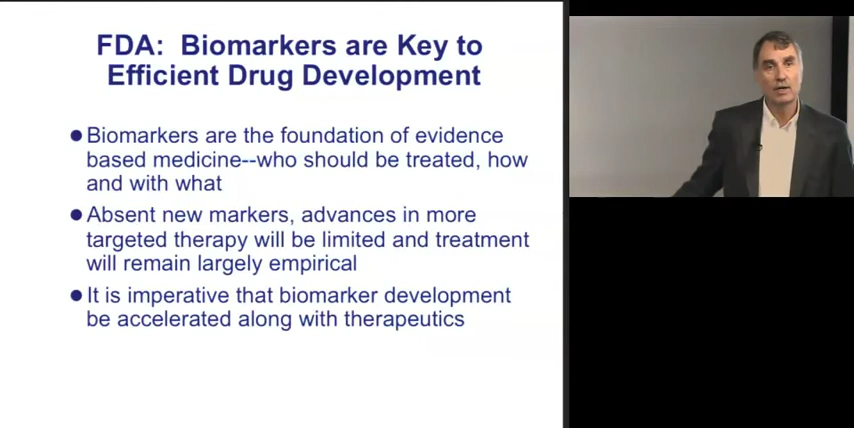 FDA:  Biomarkers are Key to
Efficient Drug Development
● Biomarkers are the foundation of evidence
based medicine--who should be treated, how
and with what
● Absent new markers, advances in more
targeted therapy will be limited and treatment
will remain largely empirical
● It is imperative that biomarker development
be accelerated along with therapeutics